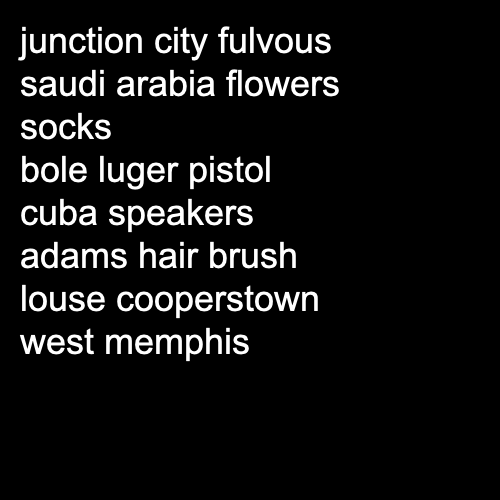 junction city fulvous
saudi arabia flowers
socks
bole luger pistol
cuba speakers
adams hair brush
louse cooperstown
west memphis